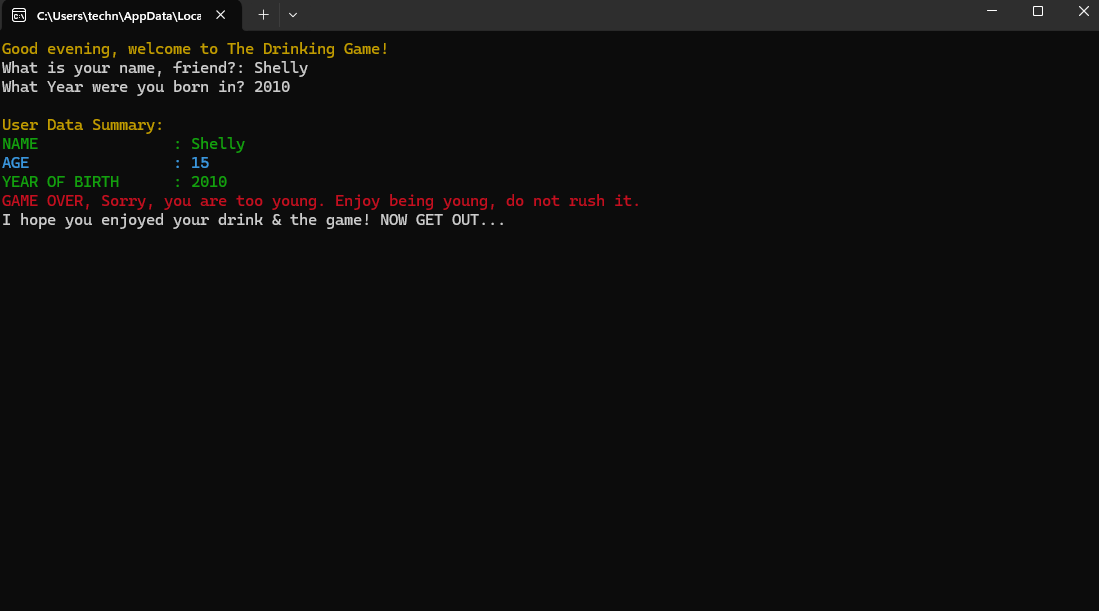 C:\Users\techn\AppData\Loca
Good evening, welcome to The Drinking Game!
What is your name, friend?: Shelly
What Year were you born in? 2010
User Data Summary:
NAME : Shelly
AGE : 15
YEAR OF BIRTH : 2010
GAME OVER, Sorry, you are too young. Enjoy being young, do not rush it.
I hope you enjoyed your drink & the game! NOW GET OUT...